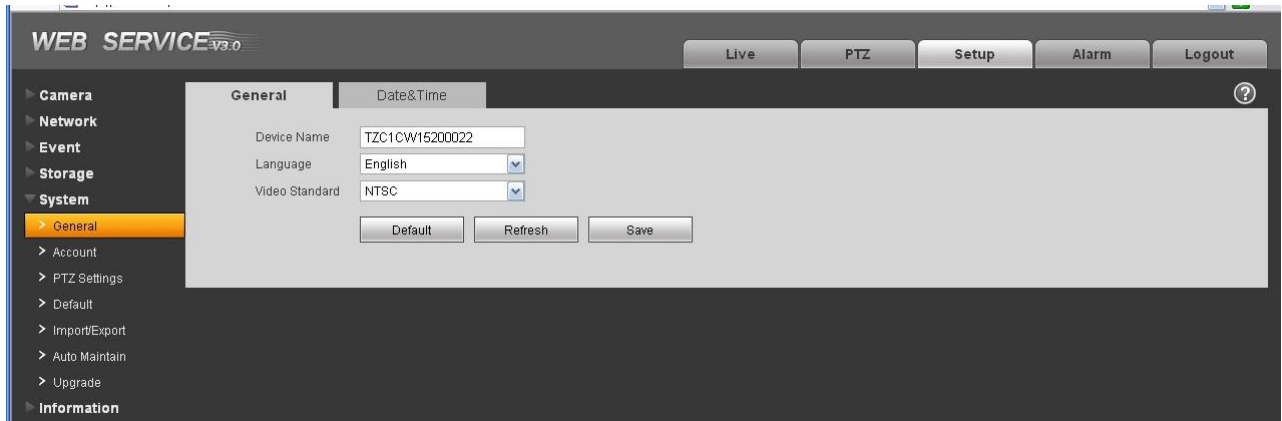 WEB SERVICE V3.0
Live PTZ Setup Alarm Logout
Camera
Network
Event
Storage
System
> General
> Account
> PTZ Settings
> Default
> Import/Export
> Auto Maintain
> Upgrade
Information
General Date&Time
?
Device Name TZC1CW15200022
Language English
Video Standard NTSC
Default Refresh Save